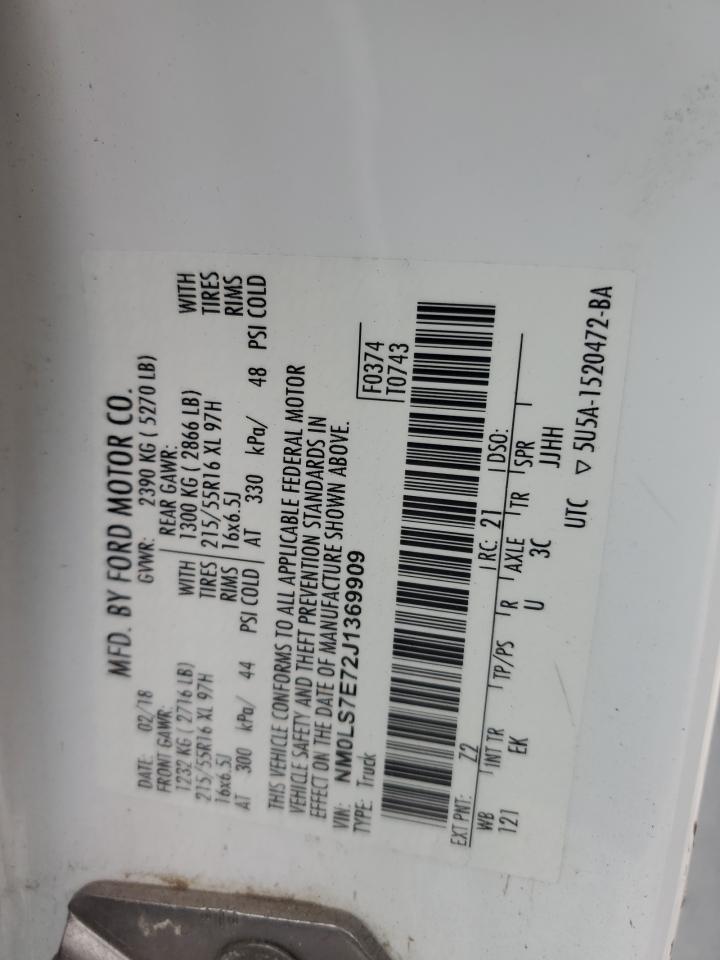 MFD. BY FORD MOTOR CO.
DATE: 02/18 GVWR: 2390 KG ( 5270 LB)
FRONT GAWR: REAR GAWR:
1232 KG ( 2716 LB) WITH 1300 KG ( 2866 LB) WITH
215/55R16 XL 97H TIRES 215/55R16 XL 97H TIRES
16x6.5J RIMS 16x6.5J RIMS
AT 300 kPa/ 44 PSI COLD AT 330 kPa/ 48 PSI COLD
THIS VEHICLE CONFORMS TO ALL APPLICABLE FEDERAL MOTOR
VEHICLE SAFETY AND THEFT PREVENTION STANDARDS IN
EFFECT ON THE DATE OF MANUFACTURE SHOWN ABOVE.
VIN: NM0LS7E72J1369909
TYPE: Truck
F0374
T0743
EXT PNT: Z2 RC: 21 DSO:
WB INT TR TP/PS R AXLE TR SPR
121 EK U 3C JJHH
UTC ▽ 5U5A-1520472-BA